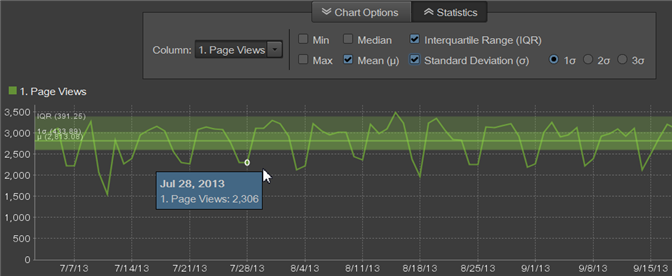 Chart Options Statistics
Column: 1. Page Views
Min Median Interquartile Range (IQR)
Max Mean (μ) Standard Deviation (σ) 1σ 2σ 3σ
1. Page Views
3,500
IQR (391.25)
3,000
1σ (433.89)
μ (2,813.08)
2,500
2,000
Jul 28, 2013
1. Page Views: 2,306
1,500
1,000
500
0
7/7/13 7/14/13 7/21/13 7/28/13 8/4/13 8/11/13 8/18/13 8/25/13 9/1/13 9/8/13 9/15/13